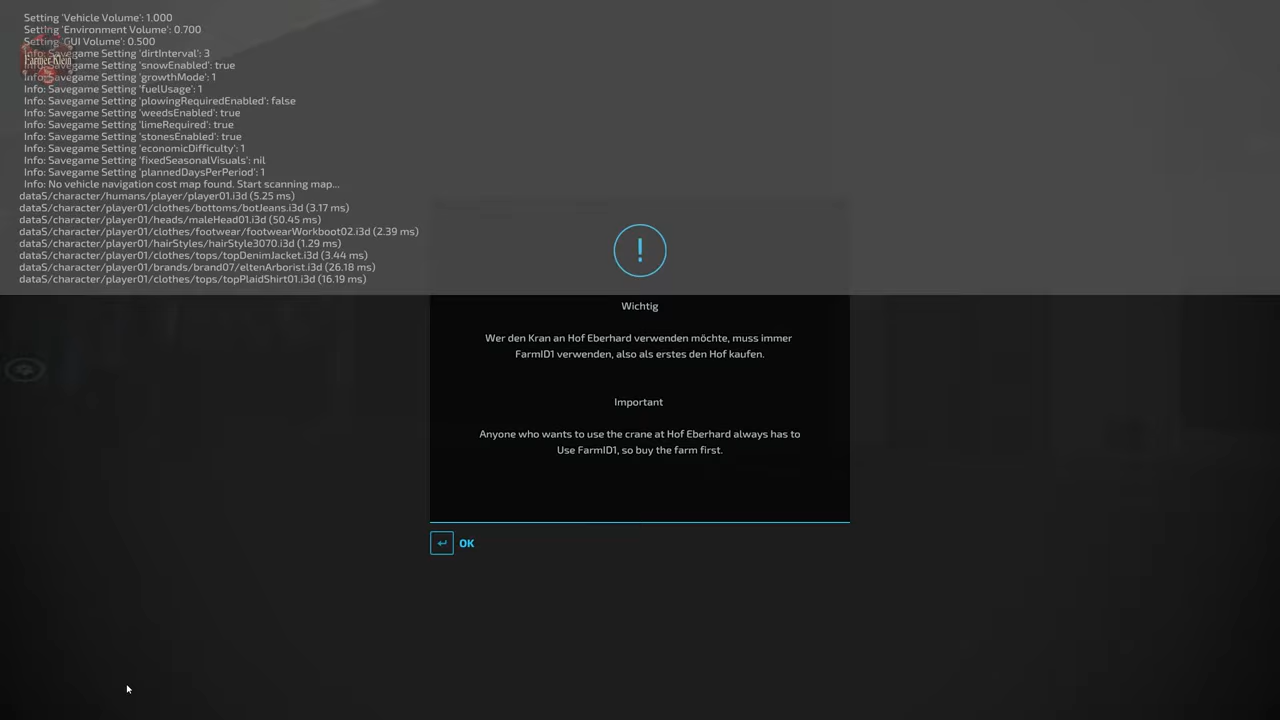 Setting 'Vehicle Volume': 1.000
Setting 'Environment Volume': 0.700
Setting 'GUI Volume': 0.500
Info: Savegame Setting 'dirtInterval': 3
Info: Savegame Setting 'snowEnabled': true
Info: Savegame Setting 'growthMode': 1
Info: Savegame Setting 'fuelUsage': 1
Info: Savegame Setting 'plowingRequiredEnabled': false
Info: Savegame Setting 'weedsEnabled': true
Info: Savegame Setting 'limeRequired': true
Info: Savegame Setting 'stonesEnabled': true
Info: Savegame Setting 'economicDifficulty': 1
Info: Savegame Setting 'fixedSeasonalVisuals': nil
Info: Savegame Setting 'plannedDaysPerPeriod': 1
Info: No vehicle navigation cost map found. Start scanning map...
dataS/character/humans/player/player01.i3d (5.25 ms)
dataS/character/player01/clothes/bottoms/botJeans.i3d (3.17 ms)
dataS/character/player01/heads/maleHead01.i3d (50.45 ms)
dataS/character/player01/clothes/footwear/footwearWorkboot02.i3d (2.39 ms)
dataS/character/player01/hairStyles/hairStyle3070.i3d (1.29 ms)
dataS/character/player01/clothes/tops/topDenimJacket.i3d (3.44 ms)
dataS/character/player01/brands/brand07/eltenArborist.i3d (26.18 ms)
dataS/character/player01/clothes/tops/topPlaidShirt01.i3d (16.19 ms)
Farmer Klein
Wichtig
Wer den Kran an Hof Eberhard verwenden möchte, muss immer
FarmID1 verwenden, also als erstes den Hof kaufen.
Important
Anyone who wants to use the crane at Hof Eberhard always has to
Use FarmID1, so buy the farm first.
OK